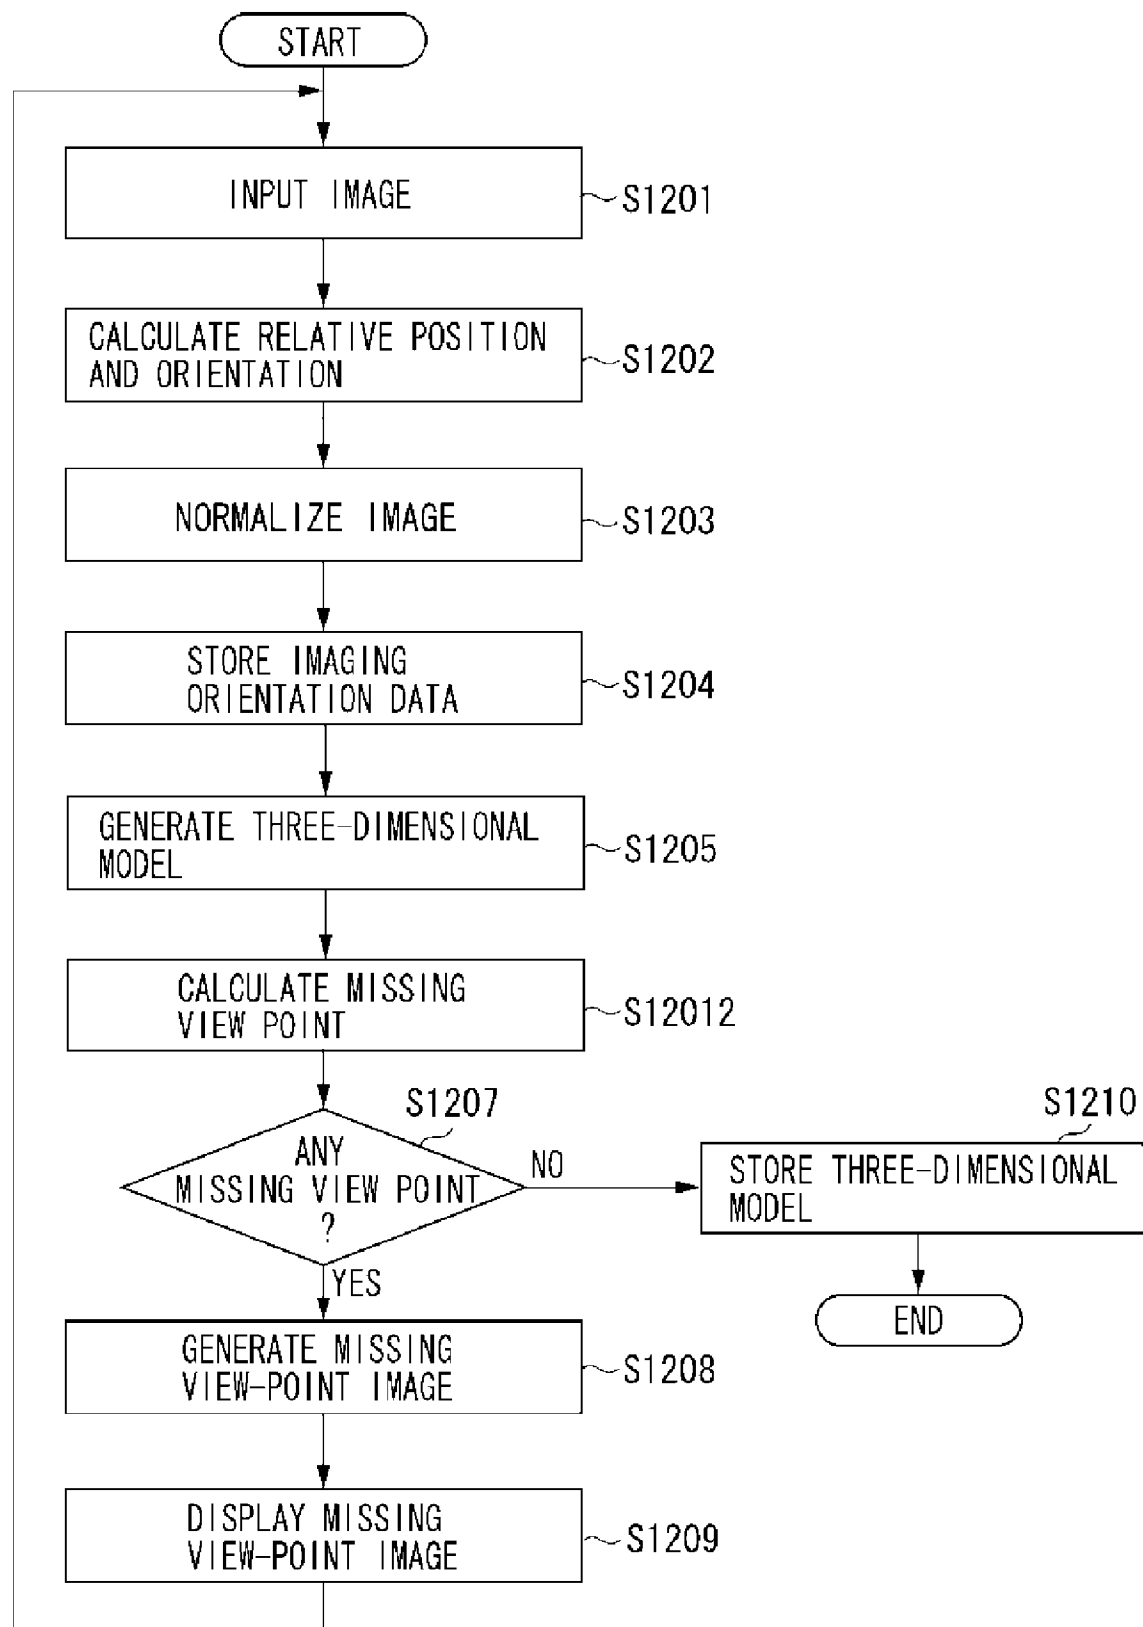 START
INPUT IMAGE
S1201
CALCULATE RELATIVE POSITION
AND ORIENTATION
S1202
NORMALIZE IMAGE
S1203
STORE IMAGING
ORIENTATION DATA
S1204
GENERATE THREE-DIMENSIONAL
MODEL
S1205
CALCULATE MISSING
VIEW POINT
S12012
S1207
ANY
MISSING VIEW POINT
?
NO
YES
S1210
STORE THREE-DIMENSIONAL
MODEL
END
GENERATE MISSING
VIEW-POINT IMAGE
S1208
DISPLAY MISSING
VIEW-POINT IMAGE
S1209